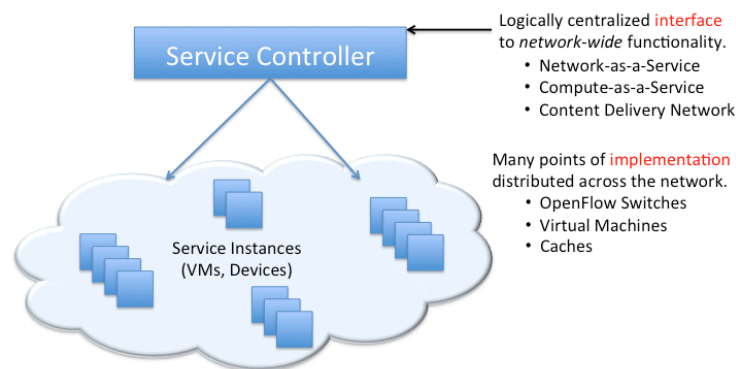 Service Controller
Logically centralized interface
to network-wide functionality.
• Network-as-a-Service
• Compute-as-a-Service
• Content Delivery Network
Many points of implementation
distributed across the network.
• OpenFlow Switches
• Virtual Machines
• Caches
Service Instances
(VMs, Devices)